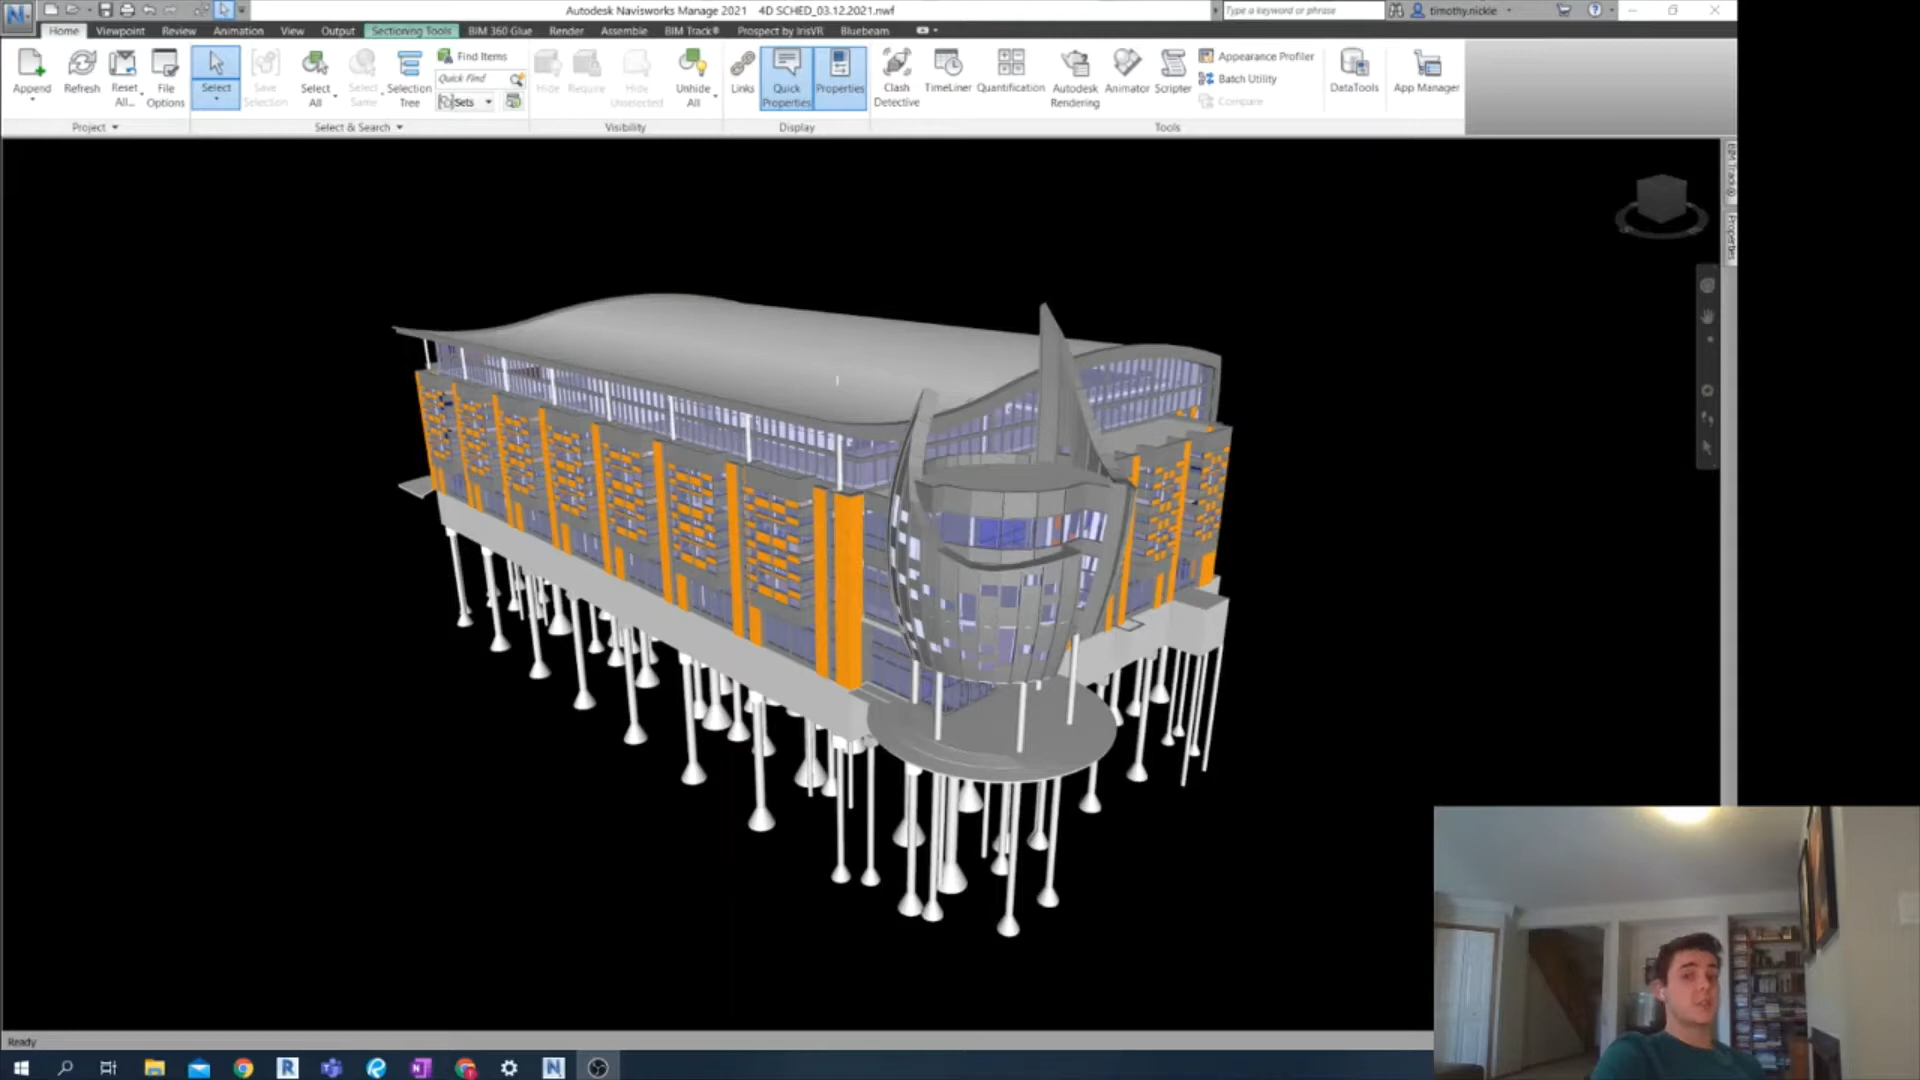 Autodesk Navisworks Manage 2021 4D SCHED_03.12.2021.nwf
Type a keyword or phrase
timothy.nickle
Home Viewpoint Review Animation View Output Sectioning Tools BIM 360 Glue Render Assemble BIM Track® Prospect by IrisVR Bluebeam
Append
Refresh
Reset All...
File Options
Project
Select
Save Selection
Select All
Select Same
Selection Tree
Find Items
Quick Find
Sets
Select & Search
Hide
Require
Hide Unselected
Unhide All
Visibility
Links
Quick Properties
Properties
Display
Clash Detective
TimeLiner
Quantification
Autodesk Rendering
Animator
Scripter
Appearance Profiler
Batch Utility
Compare
Tools
DataTools
App Manager
BIM Track®
Properties
Ready